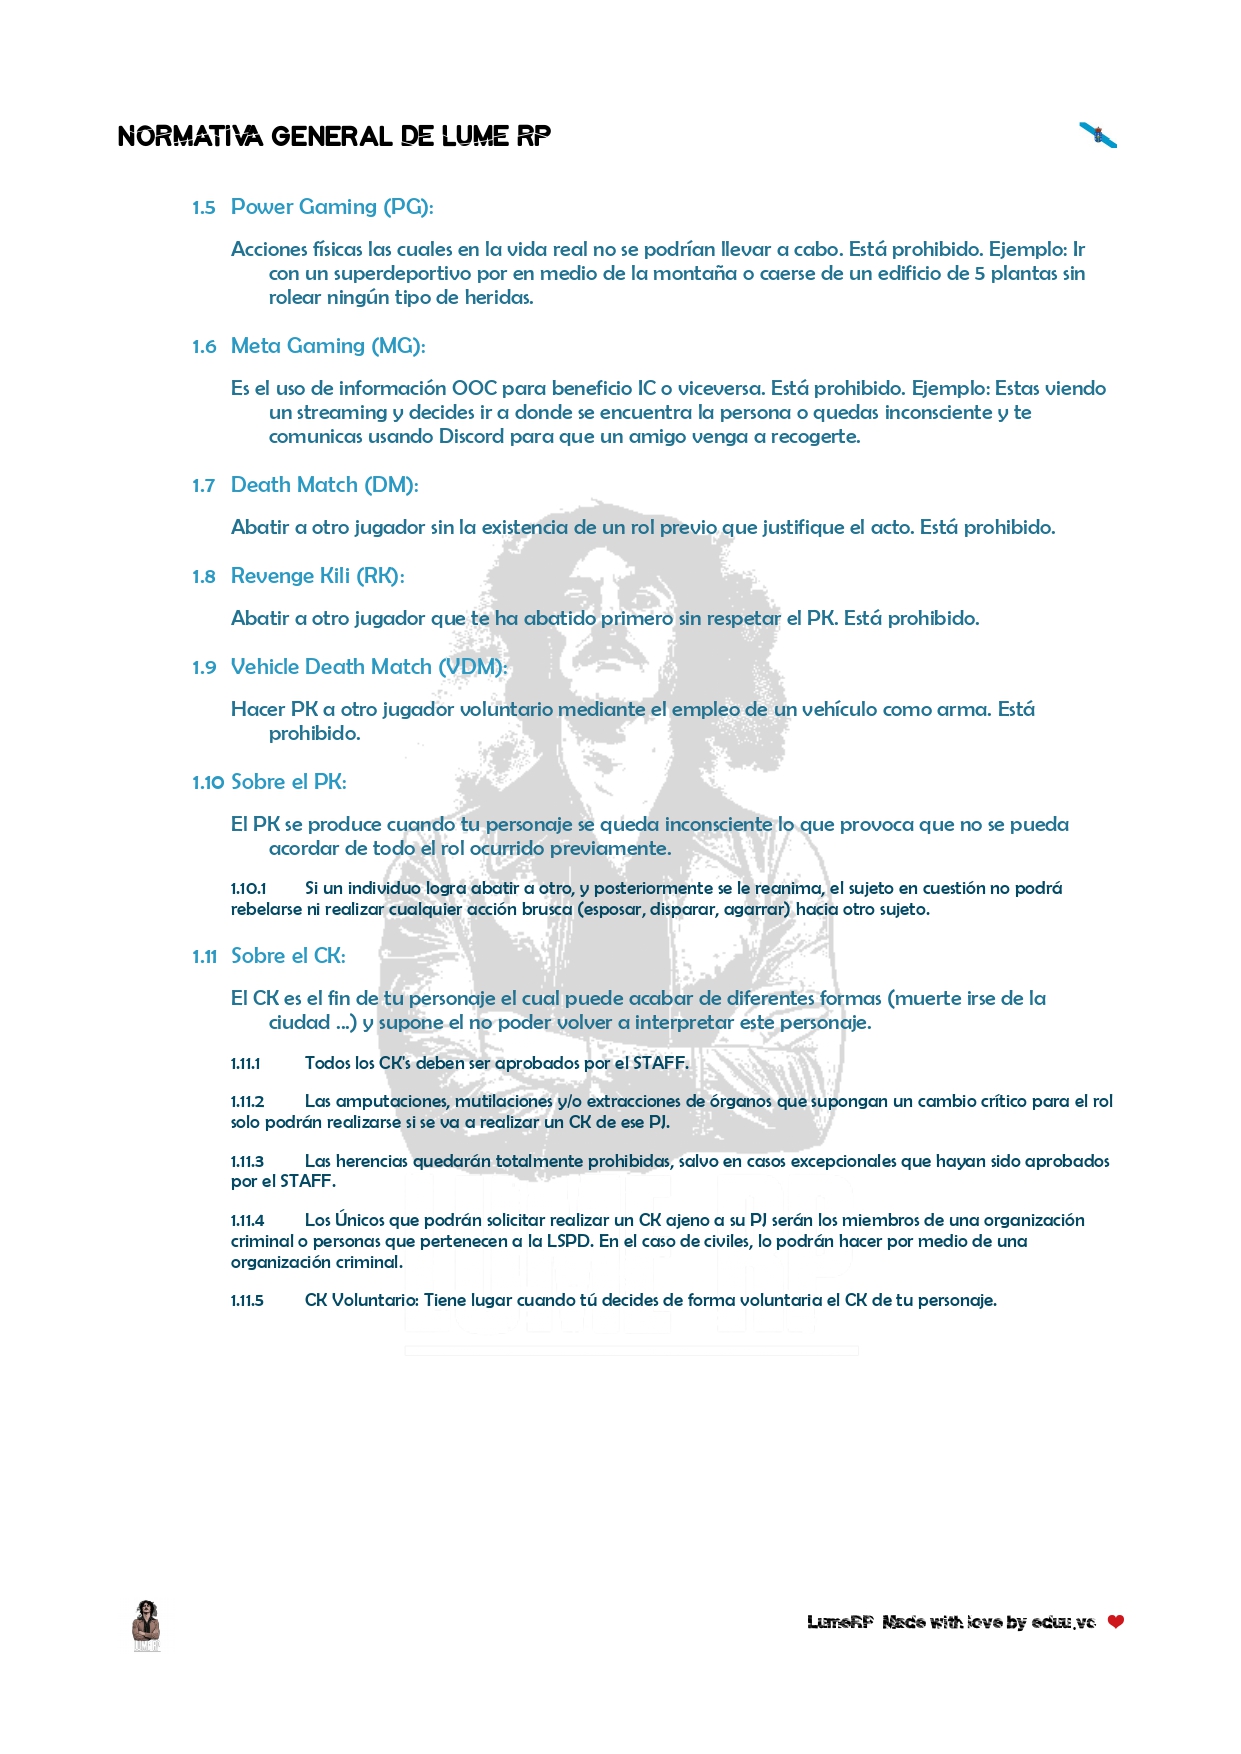 NORMATIVA GENERAL DE LUME RP
1.5 Power Gaming (PG):
Acciones físicas las cuales en la vida real no se podrían llevar a cabo. Está prohibido. Ejemplo: Ir
con un superdeportivo por en medio de la montaña o caerse de un edificio de 5 plantas sin
rolear ningún tipo de heridas.
1.6 Meta Gaming (MG):
Es el uso de información OOC para beneficio IC o viceversa. Está prohibido. Ejemplo: Estas viendo
un streaming y decides ir a donde se encuentra la persona o quedas inconsciente y te
comunicas usando Discord para que un amigo venga a recogerte.
1.7 Death Match (DM):
Abatir a otro jugador sin la existencia de un rol previo que justifique el acto. Está prohibido.
1.8 Revenge Kili (RK):
Abatir a otro jugador que te ha abatido primero sin respetar el PK. Está prohibido.
1.9 Vehicle Death Match (VDM):
Hacer PK a otro jugador voluntario mediante el empleo de un vehículo como arma. Está
prohibido.
1.10 Sobre el PK:
El PK se produce cuando tu personaje se queda inconsciente lo que provoca que no se pueda
acordar de todo el rol ocurrido previamente.
1.10.1 Si un individuo logra abatir a otro, y posteriormente se le reanima, el sujeto en cuestión no podrá
rebelarse ni realizar cualquier acción brusca (esposar, disparar, agarrar) hacia otro sujeto.
1.11 Sobre el CK:
El CK es el fin de tu personaje el cual puede acabar de diferentes formas (muerte irse de la
ciudad ...) y supone el no poder volver a interpretar este personaje.
1.11.1 Todos los CK's deben ser aprobados por el STAFF.
1.11.2 Las amputaciones, mutilaciones y/o extracciones de órganos que supongan un cambio crítico para el rol
solo podrán realizarse si se va a realizar un CK de ese PJ.
1.11.3 Las herencias quedarán totalmente prohibidas, salvo en casos excepcionales que hayan sido aprobados
por el STAFF.
1.11.4 Los Únicos que podrán solicitar realizar un CK ajeno a su PJ serán los miembros de una organización
criminal o personas que pertenecen a la LSPD. En el caso de civiles, lo podrán hacer por medio de una
organización criminal.
1.11.5 CK Voluntario: Tiene lugar cuando tú decides de forma voluntaria el CK de tu personaje.
LUME RP
LUME RP
LumeRP Made with love by eduu.vc